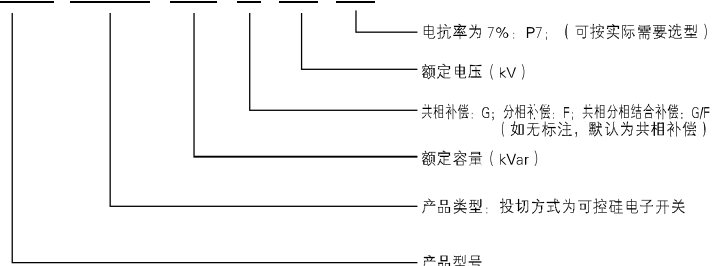 电抗率为7%：P7；（可按实际需要选型）
额定电压（kV）
共相补偿：G；分相补偿：F；共相分相结合补偿：G/F
（如无标注，默认为共相补偿）
额定容量（kVar）
产品类型：投切方式为可控硅电子开关
产品型号